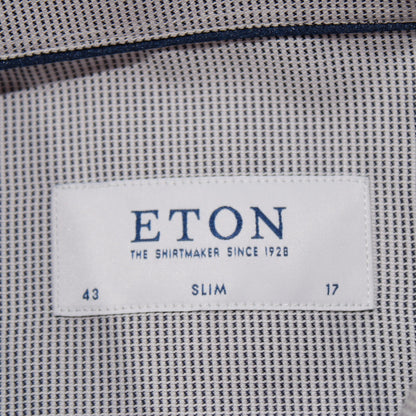 ETON
THE SHIRTMAKER SINCE 1928
43 SLIM 17